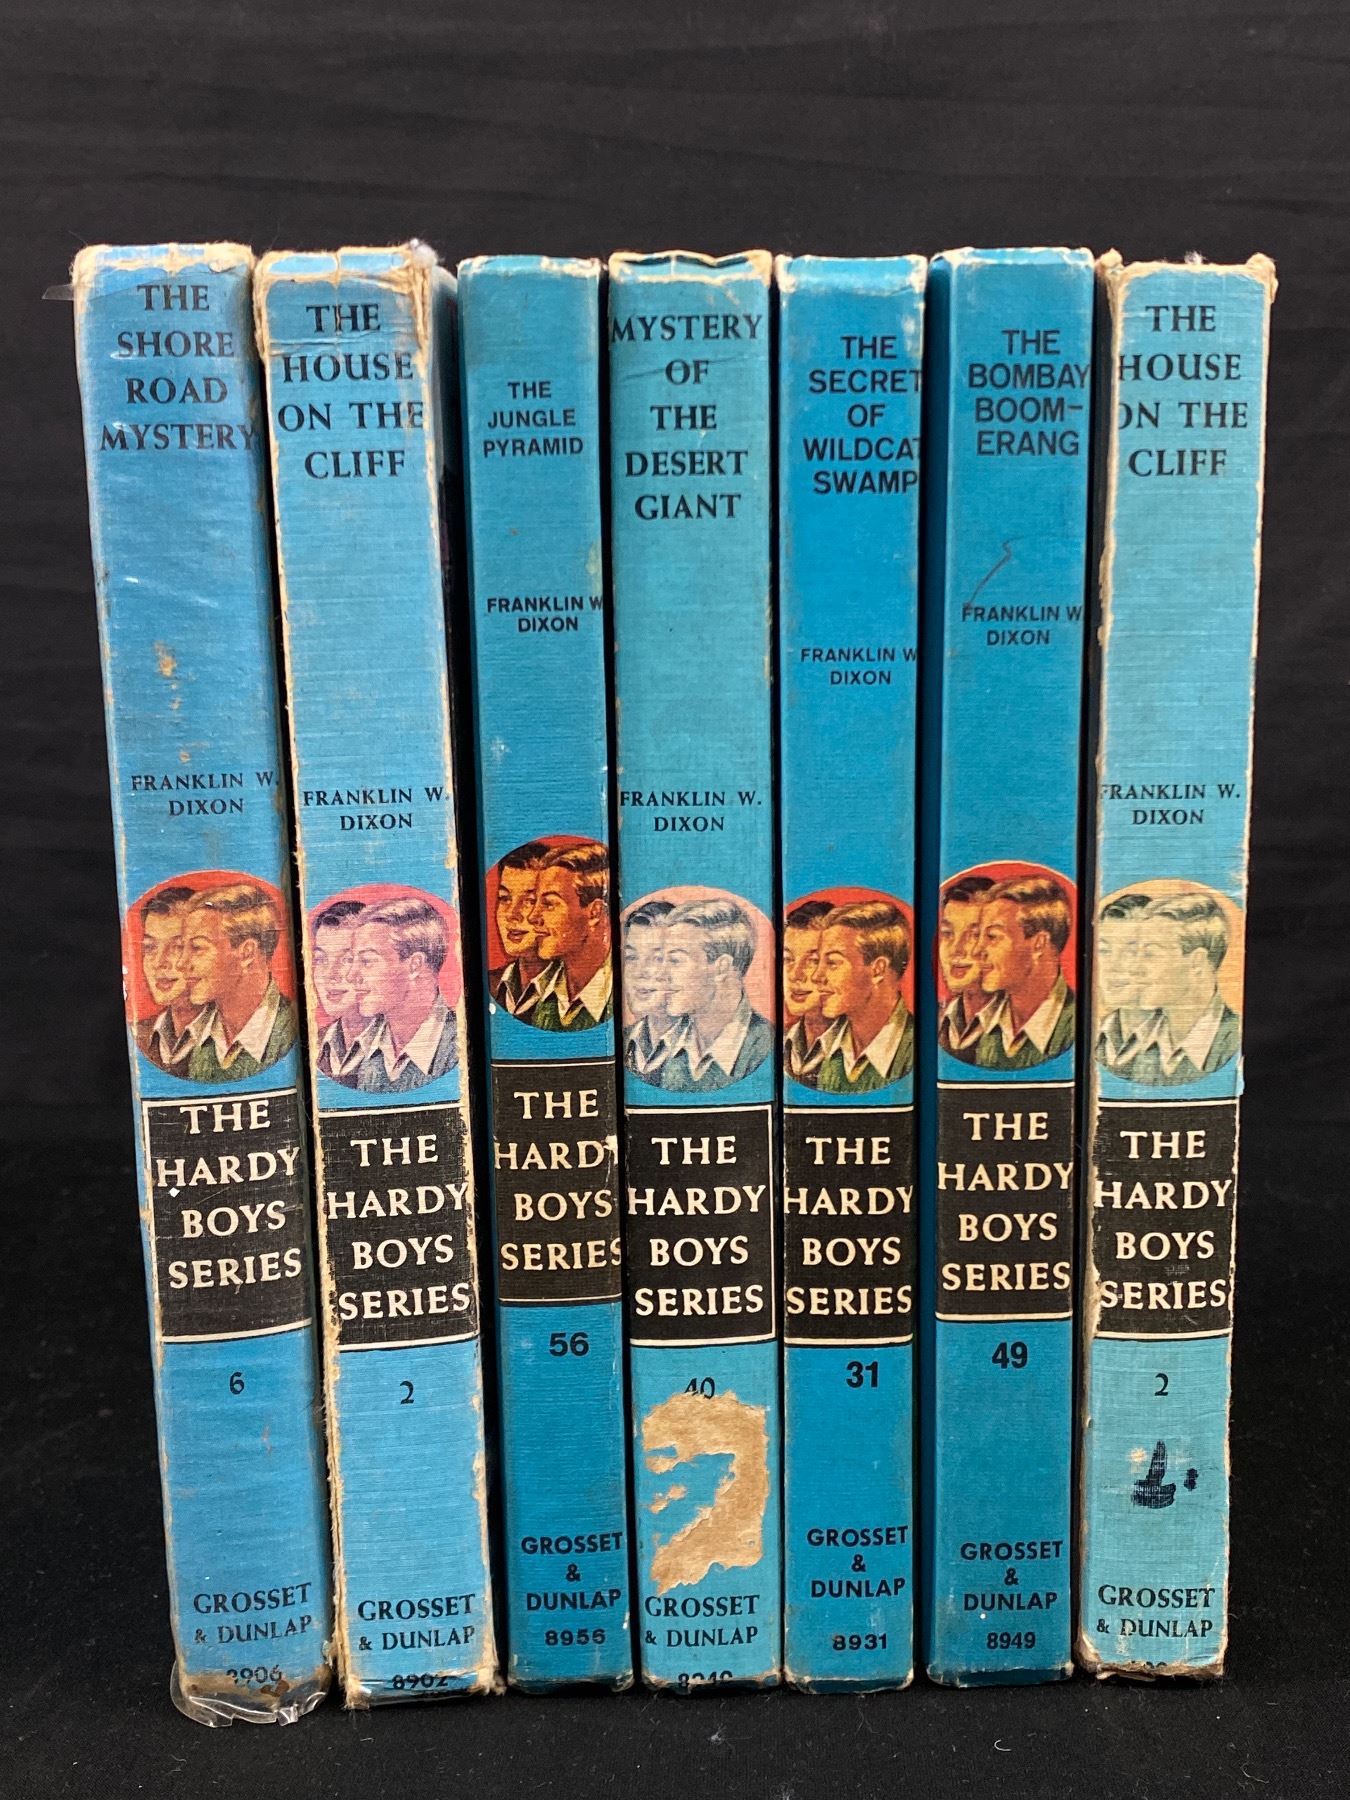 THE
SHORE
ROAD
MYSTERY
FRANKLIN W.
DIXON
THE
HARDY
BOYS
SERIES
6
GROSSET
& DUNLAP
8906
THE
HOUSE
ON THE
CLIFF
FRANKLIN W.
DIXON
THE
HARDY
BOYS
SERIES
2
GROSSET
& DUNLAP
8902
THE
JUNGLE
PYRAMID
FRANKLIN W
DIXON
THE
HARDY
BOYS
SERIES
56
GROSSET
&
DUNLAP
8956
MYSTERY
OF
THE
DESERT
GIANT
FRANKLIN W.
DIXON
THE
HARDY
BOYS
SERIES
40
GROSSET
& DUNLAP
8940
THE
SECRET
OF
WILDCAT
SWAMP
FRANKLIN W
DIXON
THE
HARDY
BOYS
SERIES
31
GROSSET
&
DUNLAP
8931
THE
BOMBAY
BOOM-
ERANG
FRANKLIN W
DIXON
THE
HARDY
BOYS
SERIES
49
GROSSET
&
DUNLAP
8949
THE
HOUSE
ON THE
CLIFF
FRANKLIN W.
DIXON
THE
HARDY
BOYS
SERIES
2
GROSSET
& DUNLAP